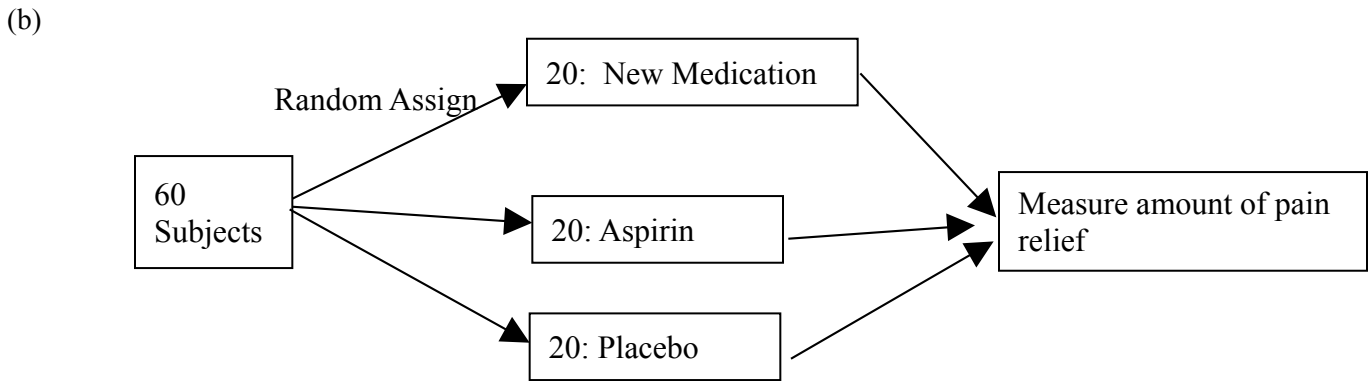 (b)
20:  New Medication
Random Assign
60
Subjects
20: Aspirin
Measure amount of pain
relief
20: Placebo